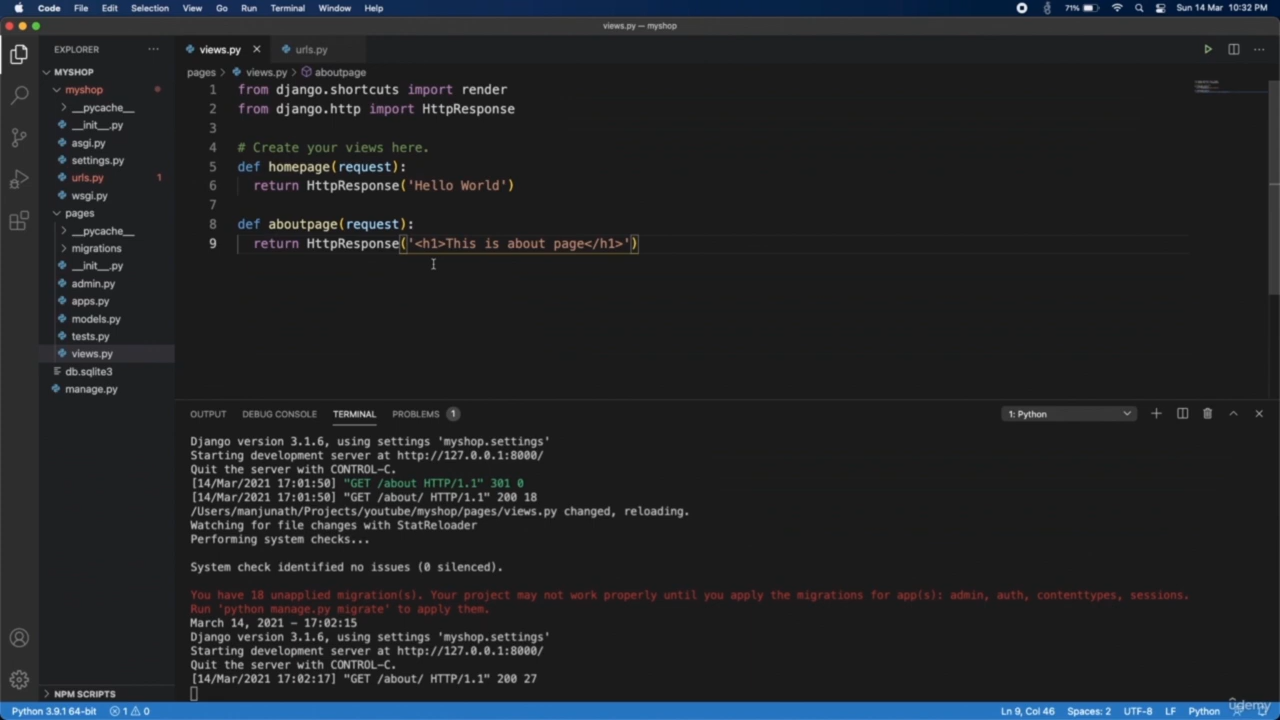 Code File Edit Selection View Go Run Terminal Window Help 71% Sun 14 Mar 10:32 PM
views.py — myshop
EXPLORER
MYSHOP
myshop
__pycache__
__init__.py
asgi.py
settings.py
urls.py 1
wsgi.py
pages
__pycache__
migrations
__init__.py
admin.py
apps.py
models.py
tests.py
views.py
db.sqlite3
manage.py
NPM SCRIPTS
views.py urls.py
pages > views.py > aboutpage
1 from django.shortcuts import render
2 from django.http import HttpResponse
3
4 # Create your views here.
5 def homepage(request):
6 return HttpResponse('Hello World')
7
8 def aboutpage(request):
9 return HttpResponse('<h1>This is about page</h1>')
OUTPUT DEBUG CONSOLE TERMINAL PROBLEMS 1 1: Python
Django version 3.1.6, using settings 'myshop.settings'
Starting development server at http://127.0.0.1:8000/
Quit the server with CONTROL-C.
[14/Mar/2021 17:01:50] "GET /about HTTP/1.1" 301 0
[14/Mar/2021 17:01:50] "GET /about/ HTTP/1.1" 200 18
/Users/manjunath/Projects/youtube/myshop/pages/views.py changed, reloading.
Watching for file changes with StatReloader
Performing system checks...
System check identified no issues (0 silenced).
You have 18 unapplied migration(s). Your project may not work properly until you apply the migrations for app(s): admin, auth, contenttypes, sessions.
Run 'python manage.py migrate' to apply them.
March 14, 2021 - 17:02:15
Django version 3.1.6, using settings 'myshop.settings'
Starting development server at http://127.0.0.1:8000/
Quit the server with CONTROL-C.
[14/Mar/2021 17:02:17] "GET /about/ HTTP/1.1" 200 27
Python 3.9.1 64-bit 1 0 Ln 9, Col 46 Spaces: 2 UTF-8 LF Python
udemy